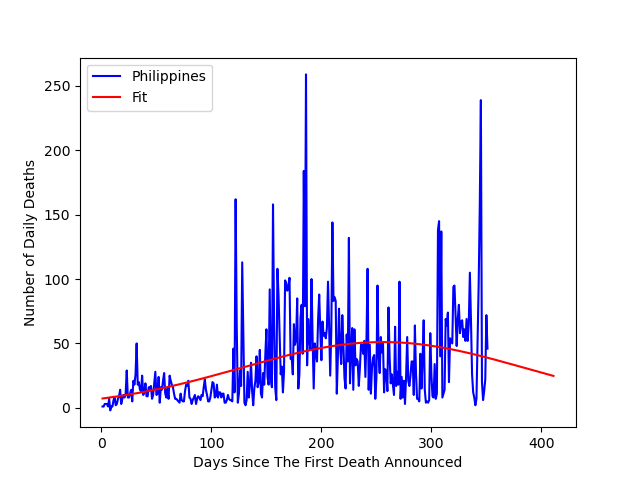 Philippines
Fit
Number of Daily Deaths
250
200
150
100
50
0
0 100 200 300 400
Days Since The First Death Announced